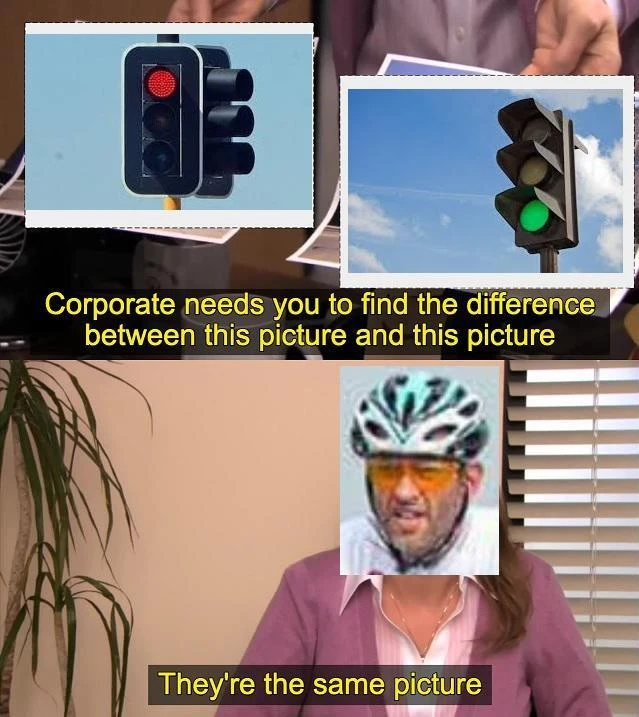 Corporate needs you to find the difference
between this picture and this picture
They're the same picture